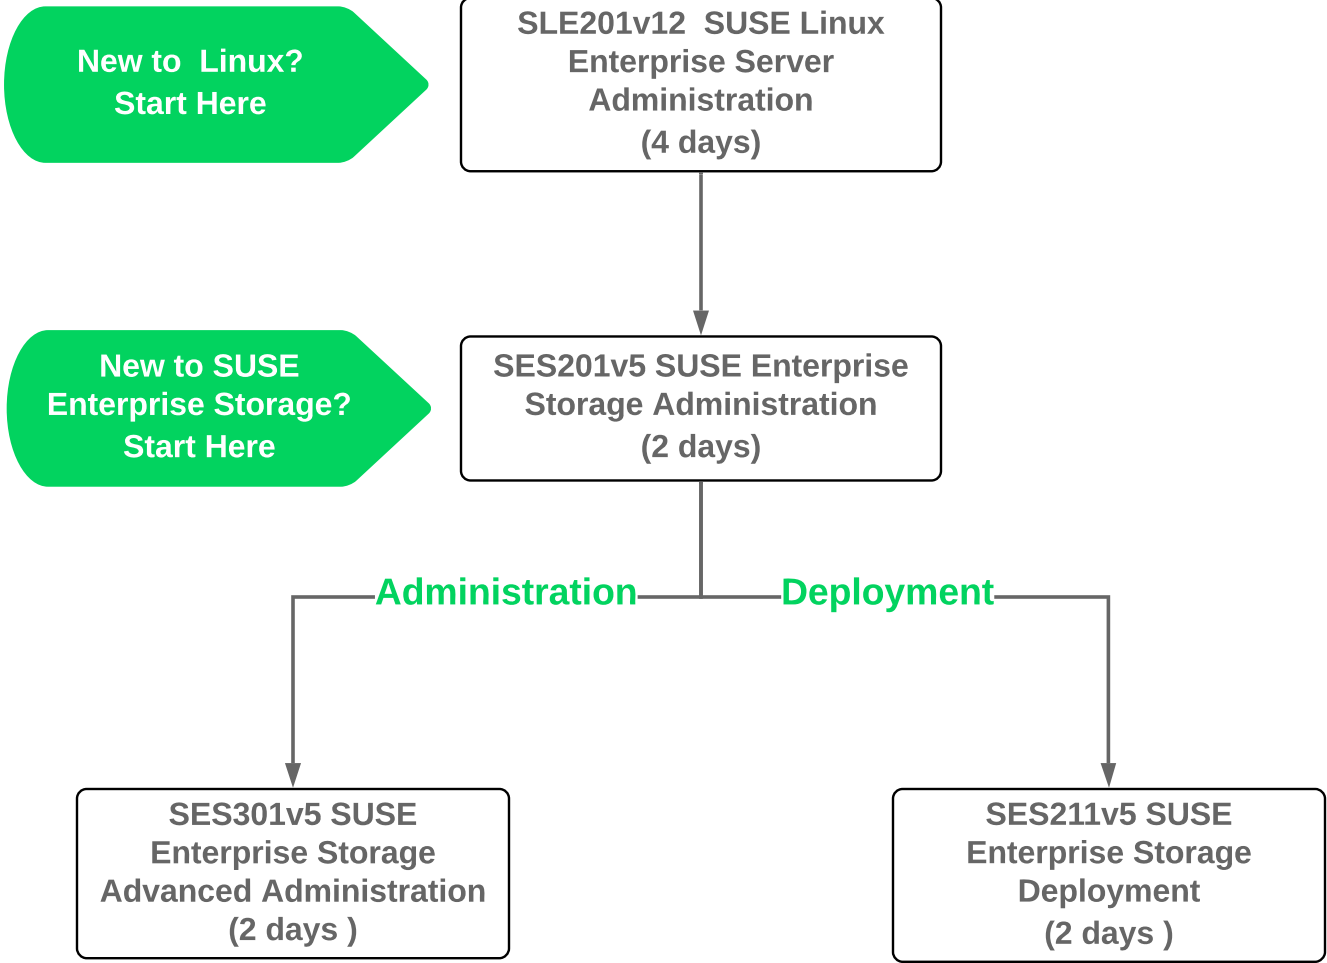 New to  Linux?
Start Here
SLE201v12  SUSE Linux
Enterprise Server
Administration
(4 days)
New to SUSE
Enterprise Storage?
Start Here
SES201v5 SUSE Enterprise
Storage Administration
(2 days)
Administration
Deployment
SES301v5 SUSE
Enterprise Storage
Advanced Administration
(2 days )
SES211v5 SUSE
Enterprise Storage
Deployment
(2 days )